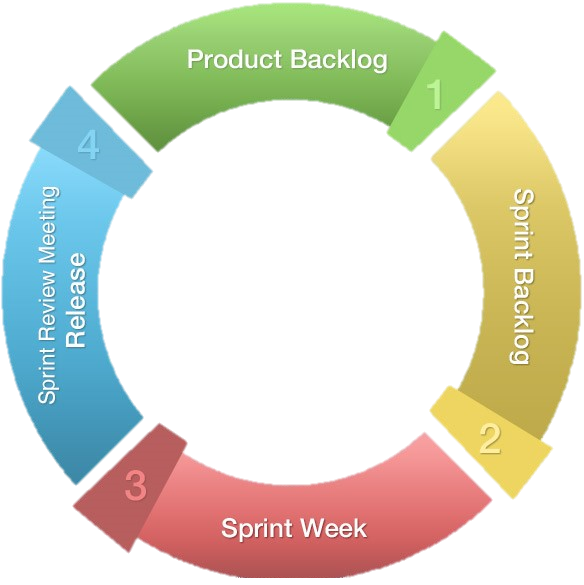 Product Backlog
1
Sprint Backlog
2
Sprint Week
3
Sprint Review Meeting
Release
4